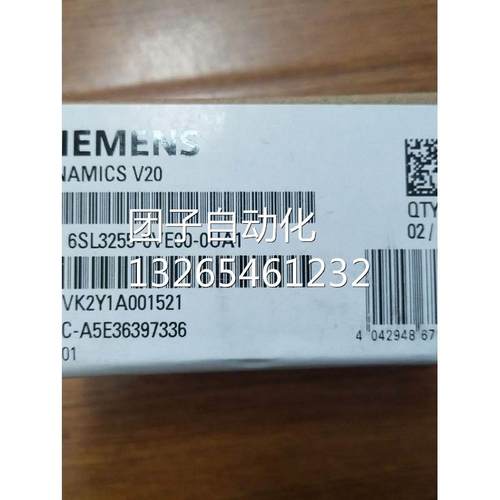 SIEMENS
NAMICS V20
6SL3255-0VE00-0UA1
团子自动化
13265461232
VK2Y1A001521
C-A5E36397336
01
QTY
02/
4 042948 67